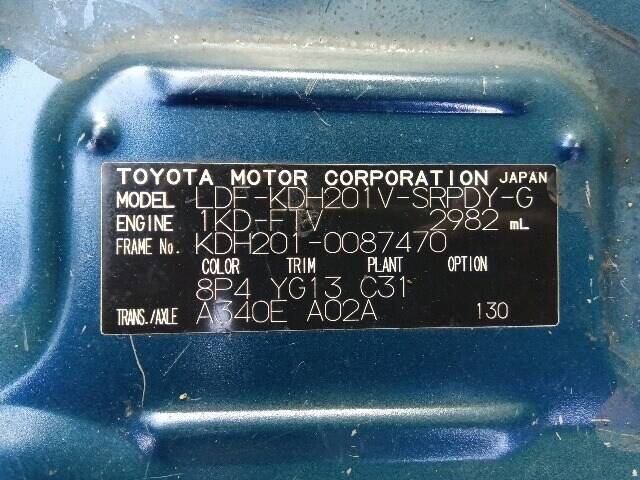 TOYOTA MOTOR CORPORATION JAPAN
MODEL LDF-KDH201V-SRPDY-G
ENGINE 1KD-FTV 2982 mL
FRAME No. KDH201-0087470
COLOR TRIM PLANT OPTION
8P4 YG13 C31
TRANS./AXLE A340E A02A 130